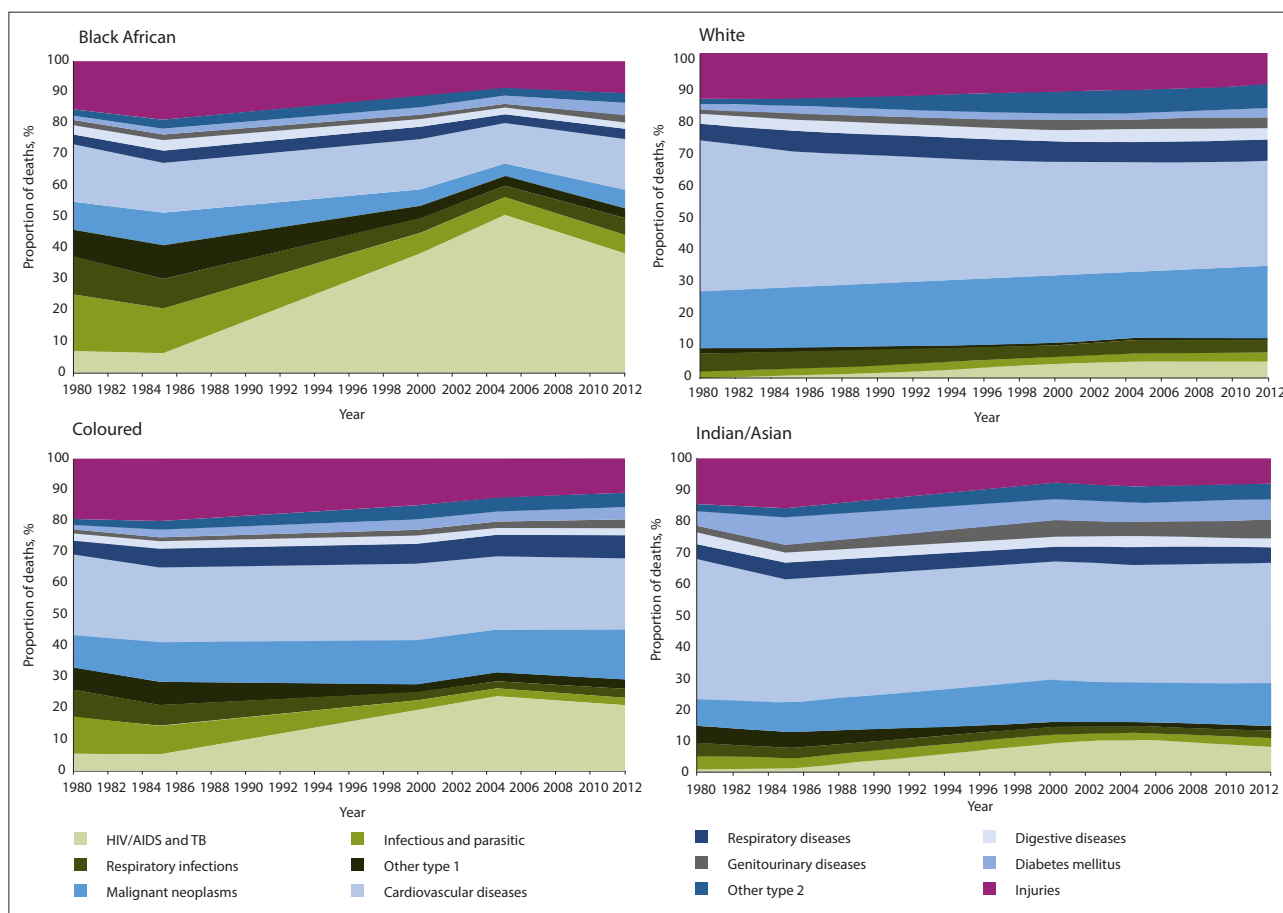 Black African
Proportion of deaths, %
100
90
80
70
60
50
40
30
20
10
0
1980 1982 1984 1986 1988 1990 1992 1994 1996 1998 2000 2002 2004 2006 2008 2010 2012
Year
White
Proportion of deaths, %
100
90
80
70
60
50
40
30
20
10
0
1980 1982 1984 1986 1988 1990 1992 1994 1996 1998 2000 2002 2004 2006 2008 2010 2012
Year
Coloured
Proportion of deaths, %
100
90
80
70
60
50
40
30
20
10
0
1980 1982 1984 1986 1988 1990 1992 1994 1996 1998 2000 2002 2004 2006 2008 2010 2012
Year
Indian/Asian
Proportion of deaths, %
100
90
80
70
60
50
40
30
20
10
0
1980 1982 1984 1986 1988 1990 1992 1994 1996 1998 2000 2002 2004 2006 2008 2010 2012
Year
HIV/AIDS and TB
Infectious and parasitic
Respiratory diseases
Digestive diseases
Respiratory infections
Other type 1
Genitourinary diseases
Diabetes mellitus
Malignant neoplasms
Cardiovascular diseases
Other type 2
Injuries